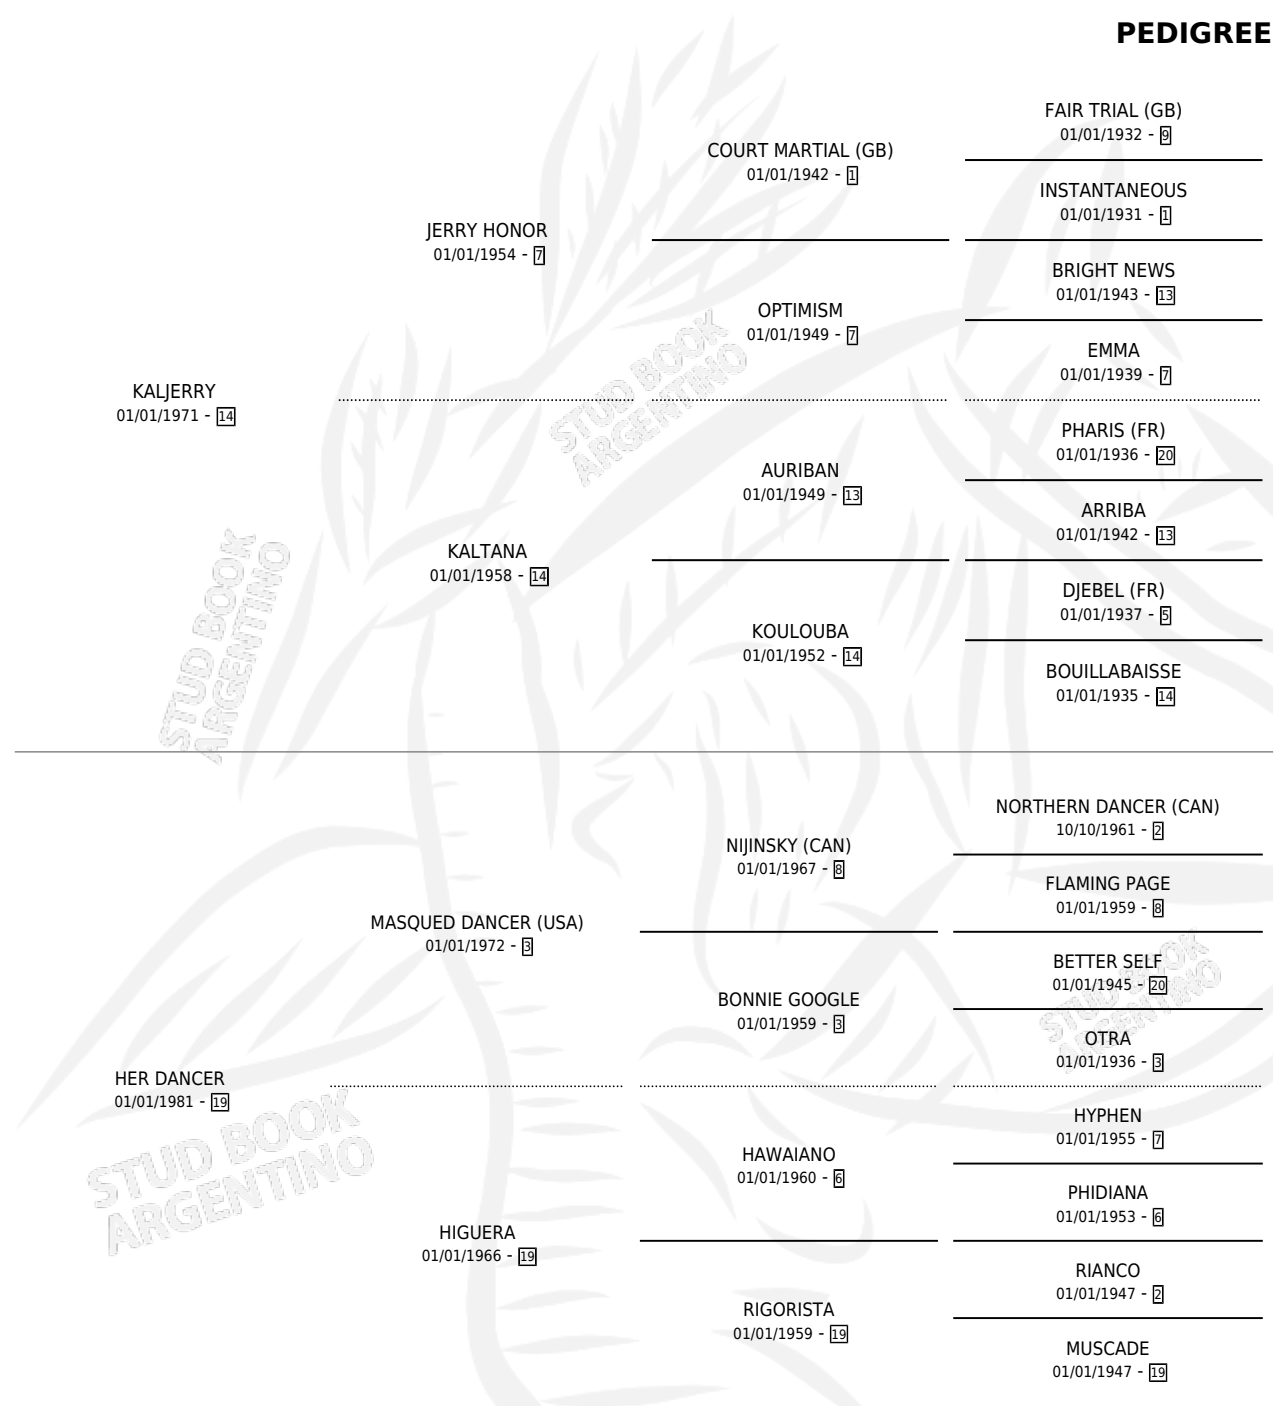 PEDIGREE
FAIR TRIAL (GB)
01/01/1932 - 9
COURT MARTIAL (GB)
01/01/1942 - 1
INSTANTANEOUS
01/01/1931 - 1
JERRY HONOR
01/01/1954 - 7
BRIGHT NEWS
01/01/1943 - 13
OPTIMISM
01/01/1949 - 7
EMMA
01/01/1939 - 7
KALJERRY
01/01/1971 - 14
PHARIS (FR)
01/01/1936 - 20
AURIBAN
01/01/1949 - 13
ARRIBA
01/01/1942 - 13
KALTANA
01/01/1958 - 14
DJEBEL (FR)
01/01/1937 - 5
KOULOUBA
01/01/1952 - 14
BOUILLABAISSE
01/01/1935 - 14
NORTHERN DANCER (CAN)
10/10/1961 - 2
NIJINSKY (CAN)
01/01/1967 - 8
FLAMING PAGE
01/01/1959 - 8
MASQUED DANCER (USA)
01/01/1972 - 3
BETTER SELF
01/01/1945 - 20
BONNIE GOOGLE
01/01/1959 - 3
OTRA
01/01/1936 - 3
HER DANCER
01/01/1981 - 19
HYPHEN
01/01/1955 - 7
HAWAIANO
01/01/1960 - 6
PHIDIANA
01/01/1953 - 6
HIGUERA
01/01/1966 - 19
RIANCO
01/01/1947 - 2
RIGORISTA
01/01/1959 - 19
MUSCADE
01/01/1947 - 19
STUD BOOK
ARGENTINO
STUD BOOK
ARGENTINO
STUD BOOK
ARGENTINO
STUD BOOK
ARGENTINO